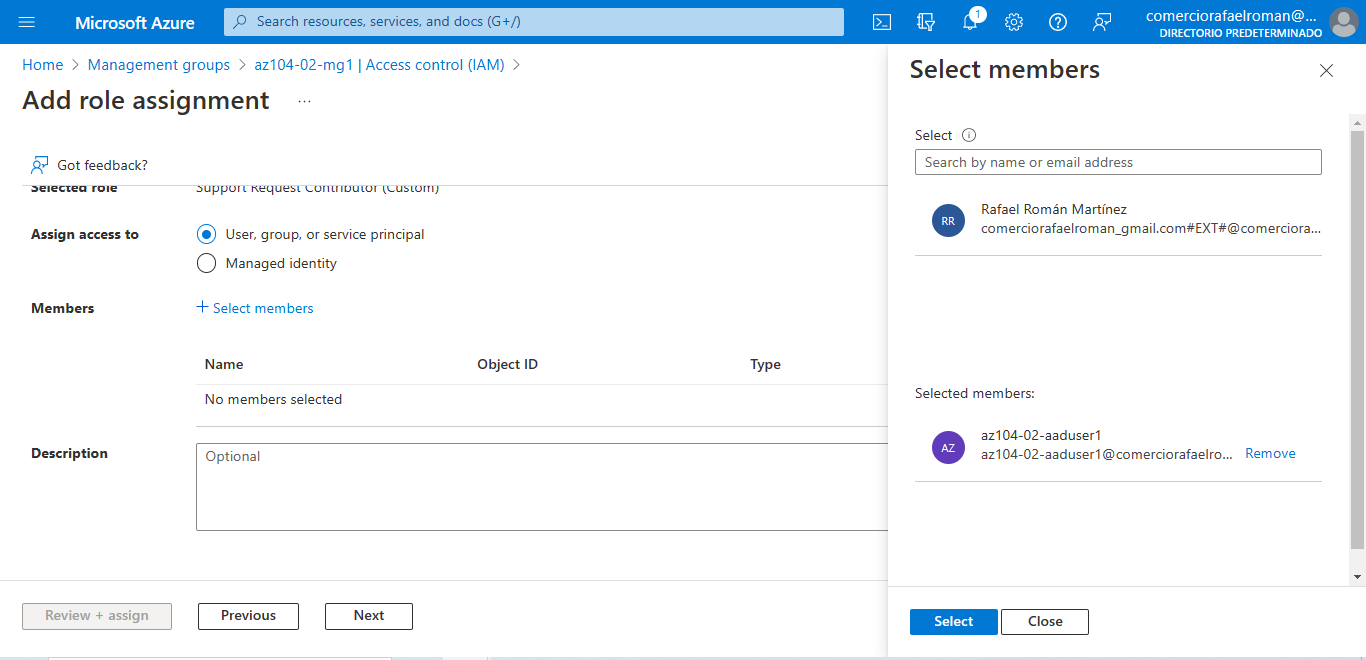 Microsoft Azure
Search resources, services, and docs (G+/)
1
comerciorafaelroman@...
DIRECTORIO PREDETERMINADO
Home > Management groups > az104-02-mg1 | Access control (IAM) >
Add role assignment ...
Got feedback?
Selected role Support Request Contributor (Custom)
Assign access to User, group, or service principal
Managed identity
Members + Select members
Name Object ID Type
No members selected
Description Optional
Review + assign Previous Next
Select members
Select
Search by name or email address
RR
Rafael Román Martínez
comerciorafaelroman_gmail.com#EXT#@comerciora...
Selected members:
AZ
az104-02-aaduser1
az104-02-aaduser1@comerciorafaelro... Remove
Select Close